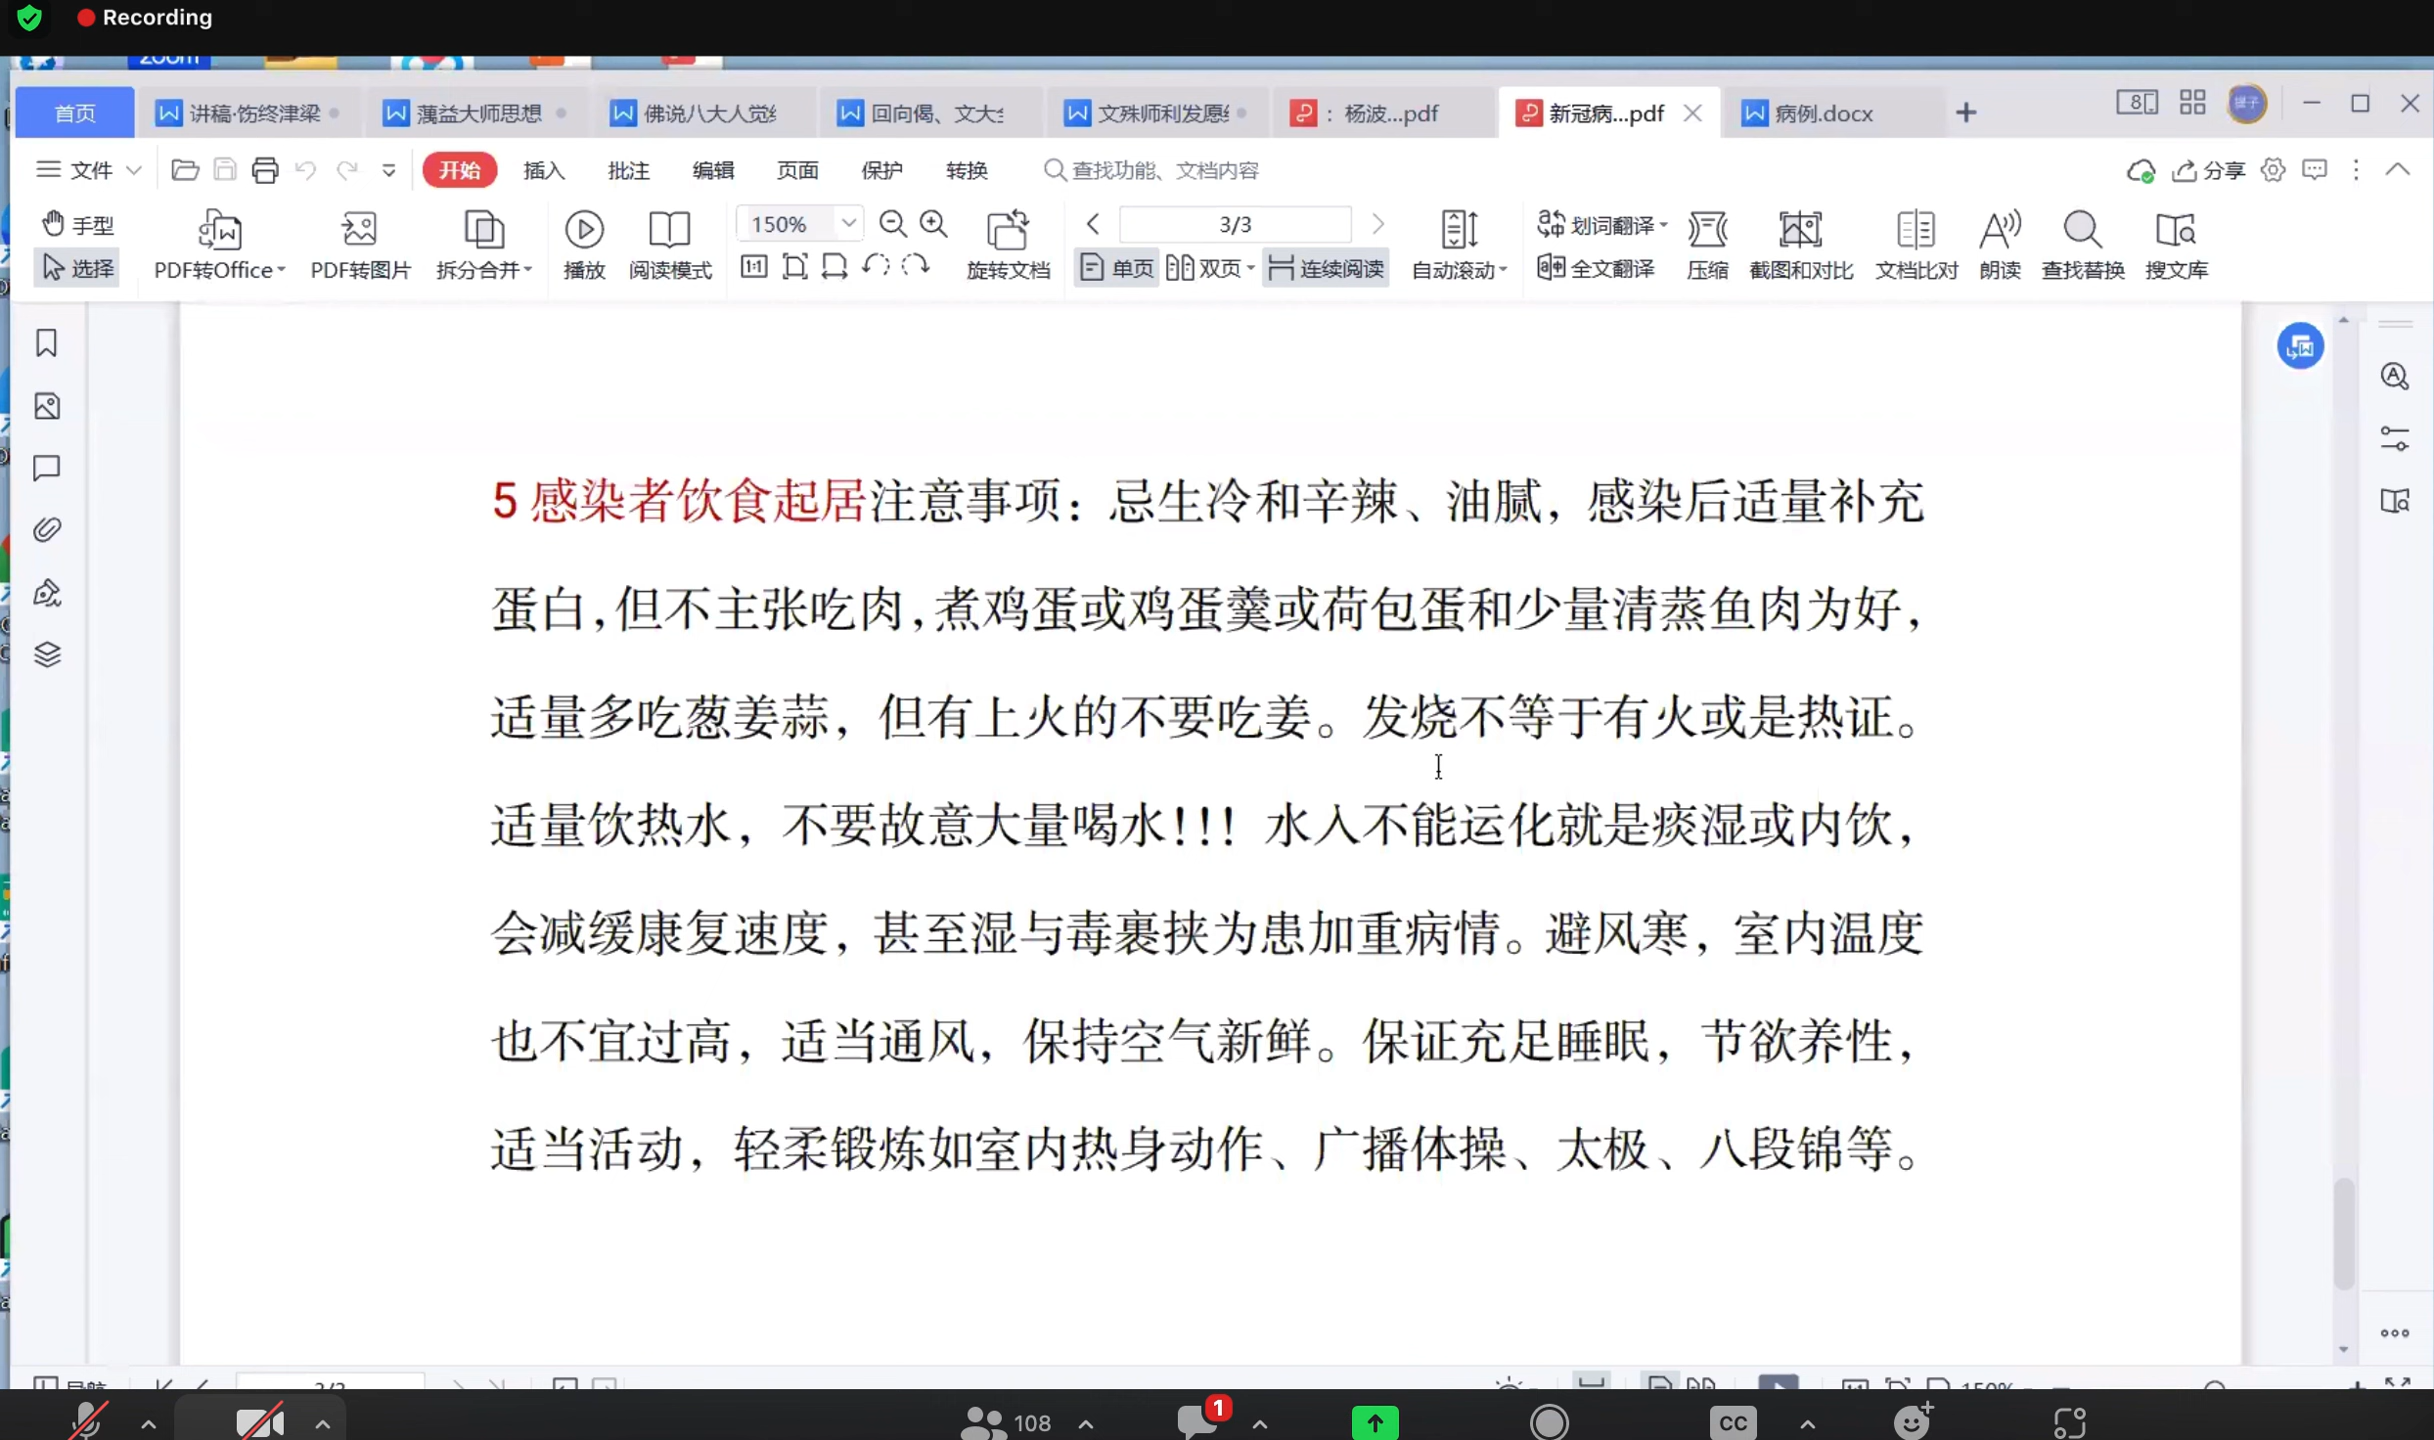 Recording
zoom
首页
讲稿·饬终津梁
蕅益大师思想
佛说八大人觉
回向偈、文大
文殊师利发愿
：杨波...pdf
新冠病...pdf
病例.docx
文件
开始
插入
批注
编辑
页面
保护
转换
查找功能、文档内容
分享
手型
选择
PDF转Office
PDF转图片
拆分合并
播放
阅读模式
150%
旋转文档
3/3
单页
双页
连续阅读
自动滚动
划词翻译
全文翻译
压缩
截图和对比
文档比对
朗读
查找替换
搜文库
5 感染者饮食起居注意事项：忌生冷和辛辣、油腻，感染后适量补充
蛋白，但不主张吃肉，煮鸡蛋或鸡蛋羹或荷包蛋和少量清蒸鱼肉为好，
适量多吃葱姜蒜，但有上火的不要吃姜。发烧不等于有火或是热证。
适量饮热水，不要故意大量喝水！！！水入不能运化就是痰湿或内饮，
会减缓康复速度，甚至湿与毒裹挟为患加重病情。避风寒，室内温度
也不宜过高，适当通风，保持空气新鲜。保证充足睡眠，节欲养性，
适当活动，轻柔锻炼如室内热身动作、广播体操、太极、八段锦等。
导航
3/3
150%
108
1
CC